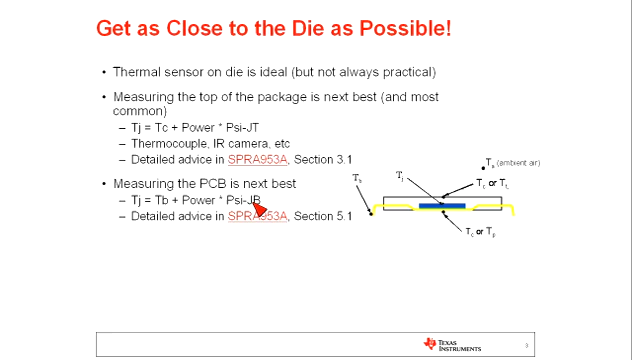 Get as Close to the Die as Possible!
• Thermal sensor on die is ideal (but not always practical)
• Measuring the top of the package is next best (and most
common)
– Tj = Tc + Power * Psi-JT
– Thermocouple, IR camera, etc
– Detailed advice in SPRA953A, Section 3.1
• Measuring the PCB is next best
– Tj = Tb + Power * Psi-JB
– Detailed advice in SPRA953A, Section 5.1
Ta (ambient air)
Tb
Tj
Tc or Tt
Tc or Tp
TEXAS
INSTRUMENTS
3